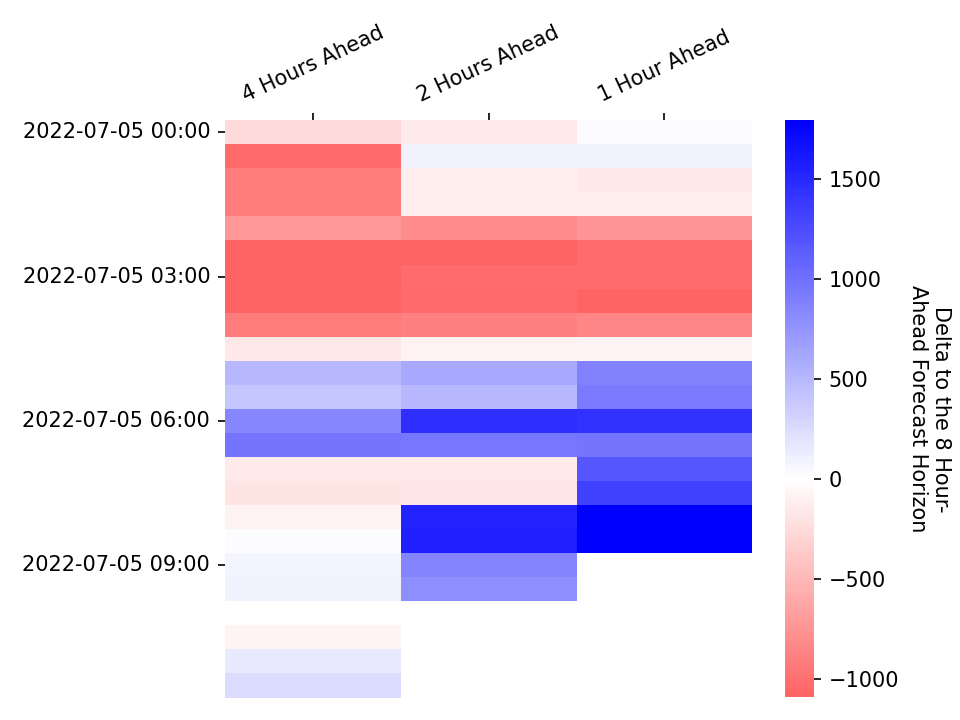 4 Hours Ahead
2 Hours Ahead
1 Hour Ahead
2022-07-05 00:00
2022-07-05 03:00
2022-07-05 06:00
2022-07-05 09:00
1500
1000
500
0
−500
−1000
Delta to the 8 Hour-
Ahead Forecast Horizon